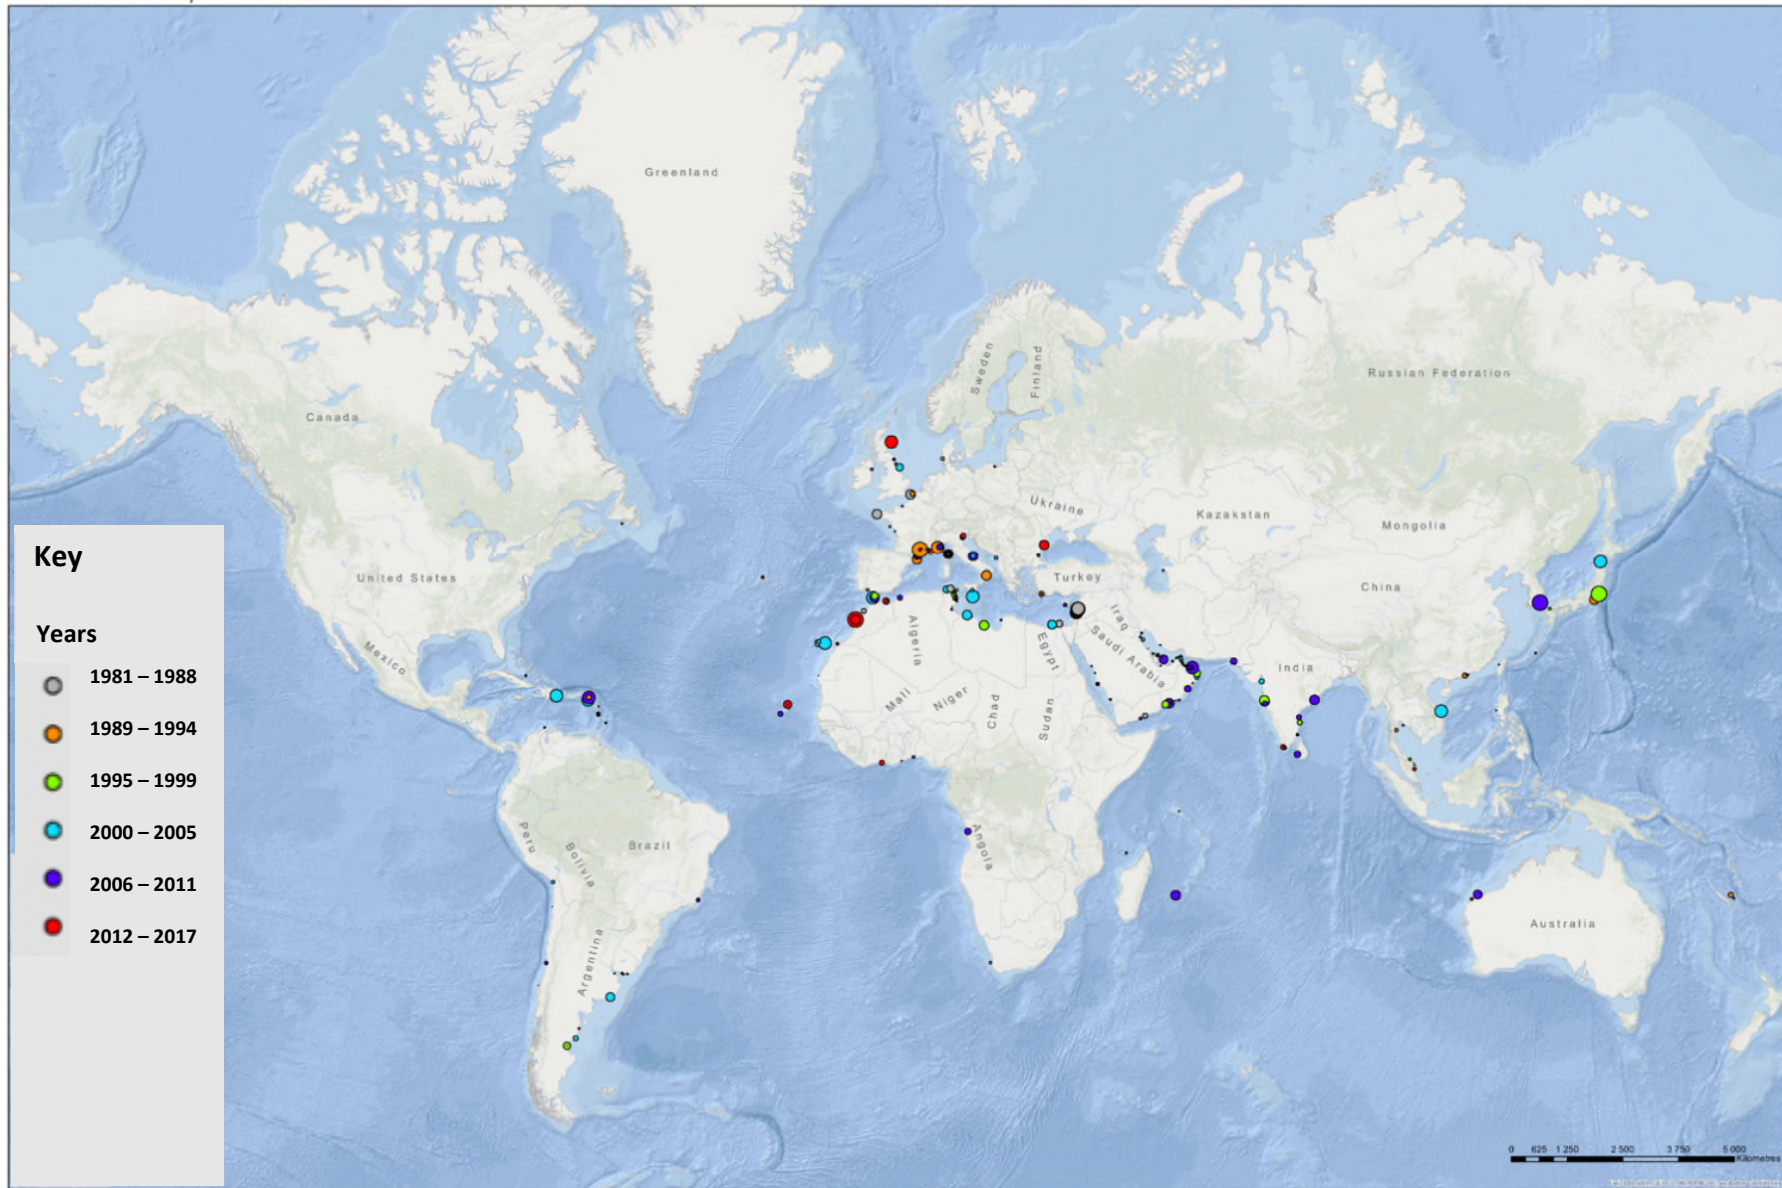 Greenland
Sweden
Finland
Russian Federation
Canada
Ukraine
Kazakstan
Mongolia
Key
United States
Turkey
China
Years
1981 – 1988
Mexico
Algeria
Egypt
Iraq
Saudi Arabia
India
1989 – 1994
Mali
Niger
Chad
Sudan
1995 – 1999
2000 – 2005
Peru
Bolivia
Brazil
Angola
2006 – 2011
2012 – 2017
Argentina
Australia
0 625 1 250 2 500 3 750 5 000
Kilometres